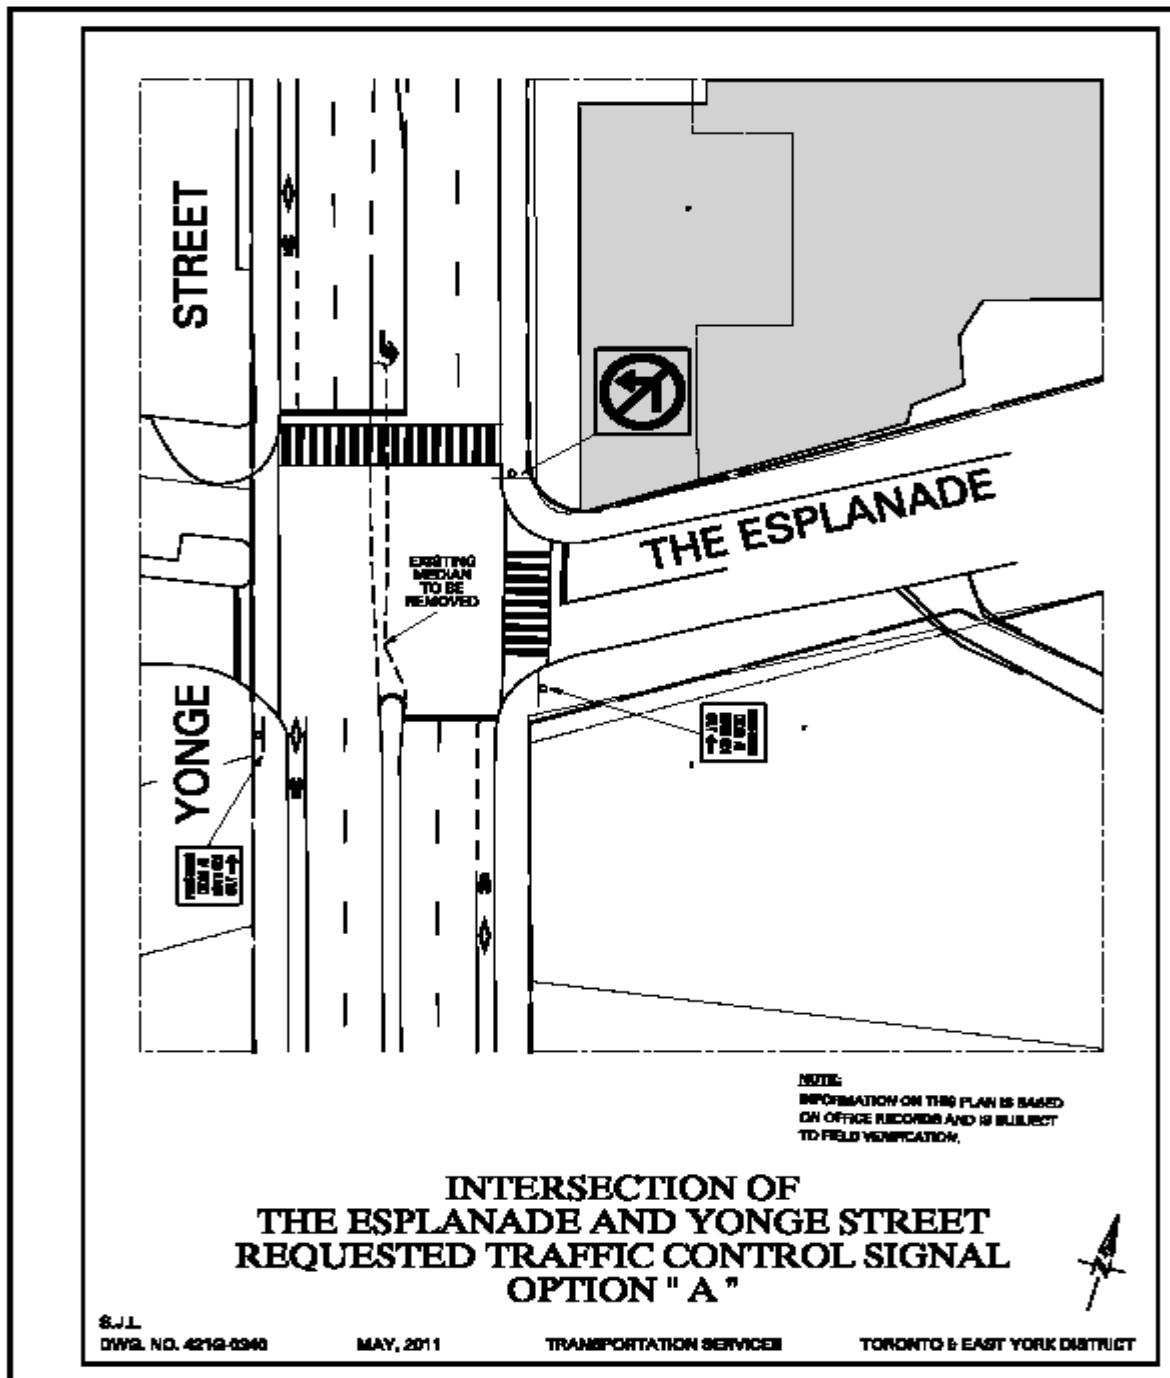 STREET
EXISTING
MEDIAN
TO BE
REMOVED
THE ESPLANADE
YONGE
NOTE:
INFORMATION ON THIS PLAN IS BASED
ON OFFICE RECORDS AND IS SUBJECT
TO FIELD VERIFICATION.
INTERSECTION OF
THE ESPLANADE AND YONGE STREET
REQUESTED TRAFFIC CONTROL SIGNAL
OPTION " A "
N
S.J.L.
DWG. NO. MAY, 2011 TRANSPORTATION SERVICES TORONTO & EAST YORK DISTRICT